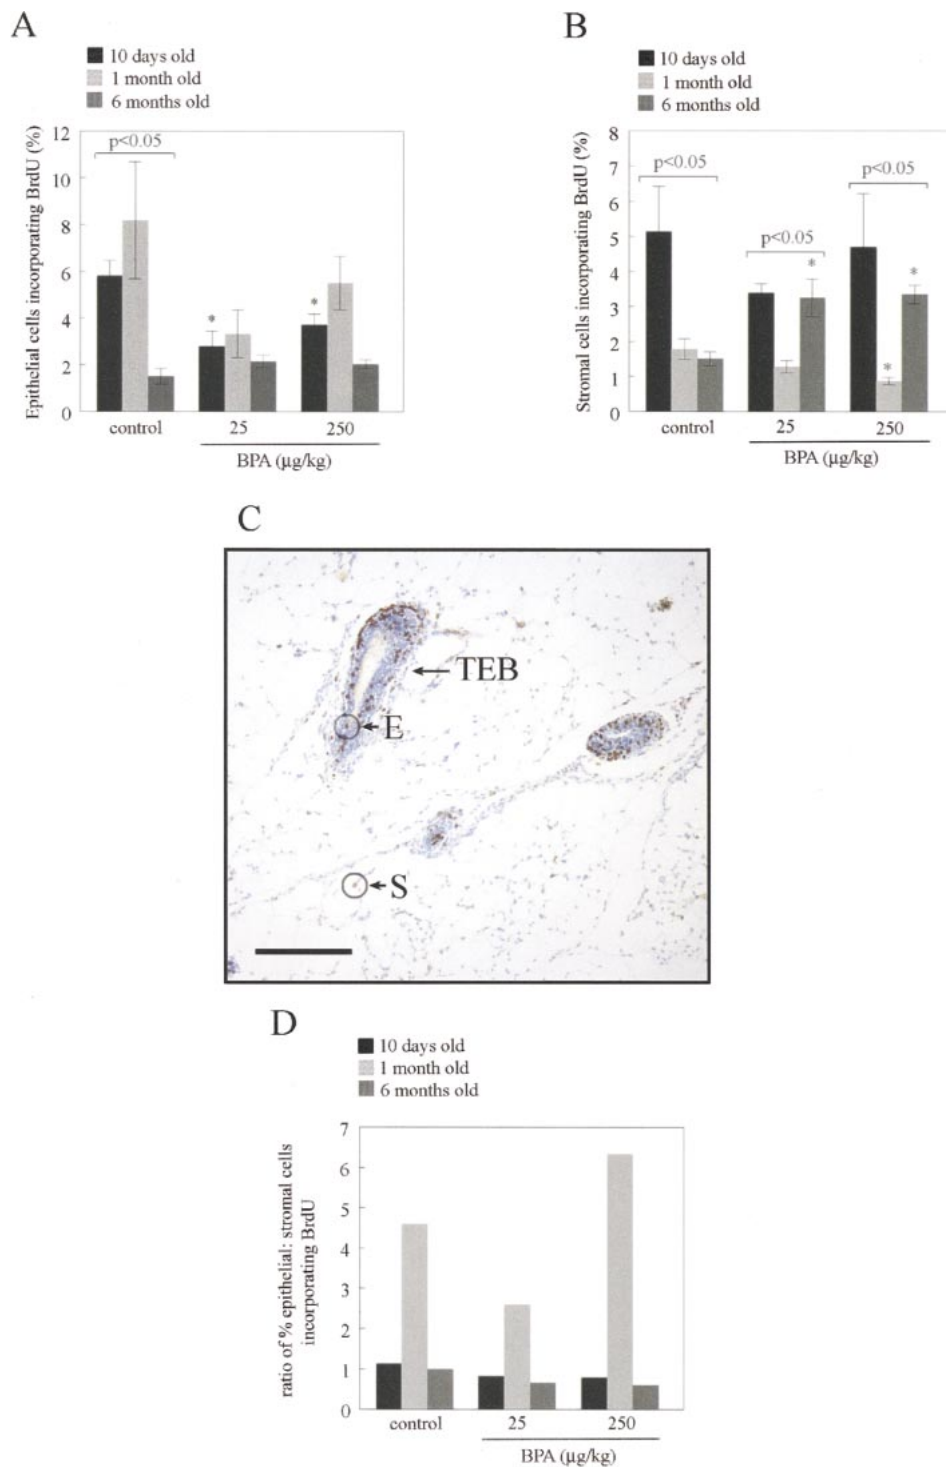 A
10 days old
1 month old
6 months old
Epithelial cells incorporating BrdU (%)
12
10
8
6
4
2
0
p<0.05
*
*
control
25
250
BPA (µg/kg)
B
10 days old
1 month old
6 months old
Stromal cells incorporating BrdU (%)
8
7
6
5
4
3
2
1
0
p<0.05
p<0.05
p<0.05
*
*
*
control
25
250
BPA (µg/kg)
C
TEB
E
S
D
10 days old
1 month old
6 months old
ratio of % epithelial: stromal cells
incorporating BrdU
7
6
5
4
3
2
1
0
control
25
250
BPA (µg/kg)